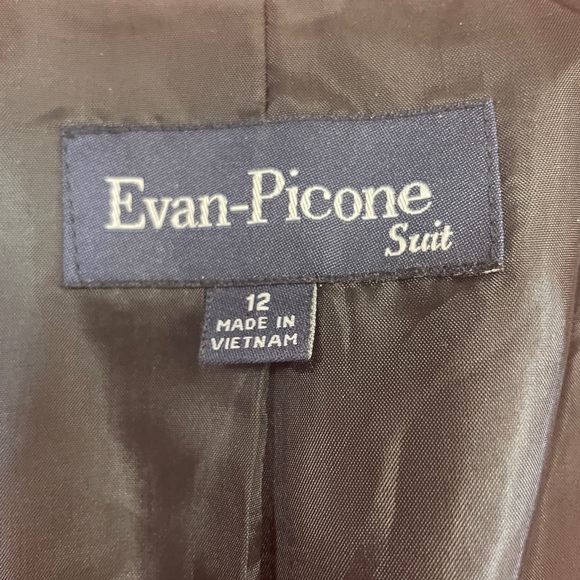 Evan-Picone
Suit
12
MADE IN
VIETNAM